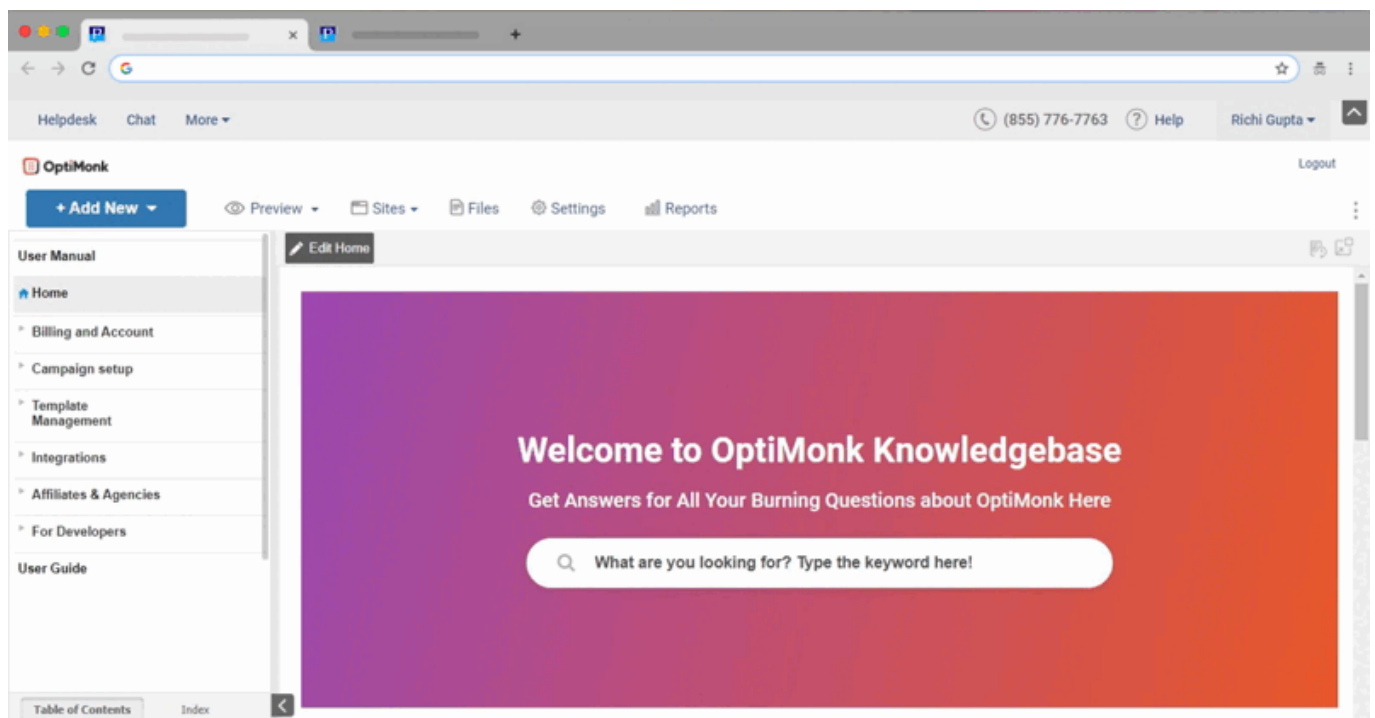 Helpdesk Chat More (855) 776-7763 Help Richi Gupta
OptiMonk Logout
+ Add New Preview Sites Files Settings Reports
User Manual
Edit Home
Home
Billing and Account
Campaign setup
Template
Management
Integrations
Affiliates & Agencies
For Developers
User Guide
Table of Contents Index
Welcome to OptiMonk Knowledgebase
Get Answers for All Your Burning Questions about OptiMonk Here
What are you looking for? Type the keyword here!